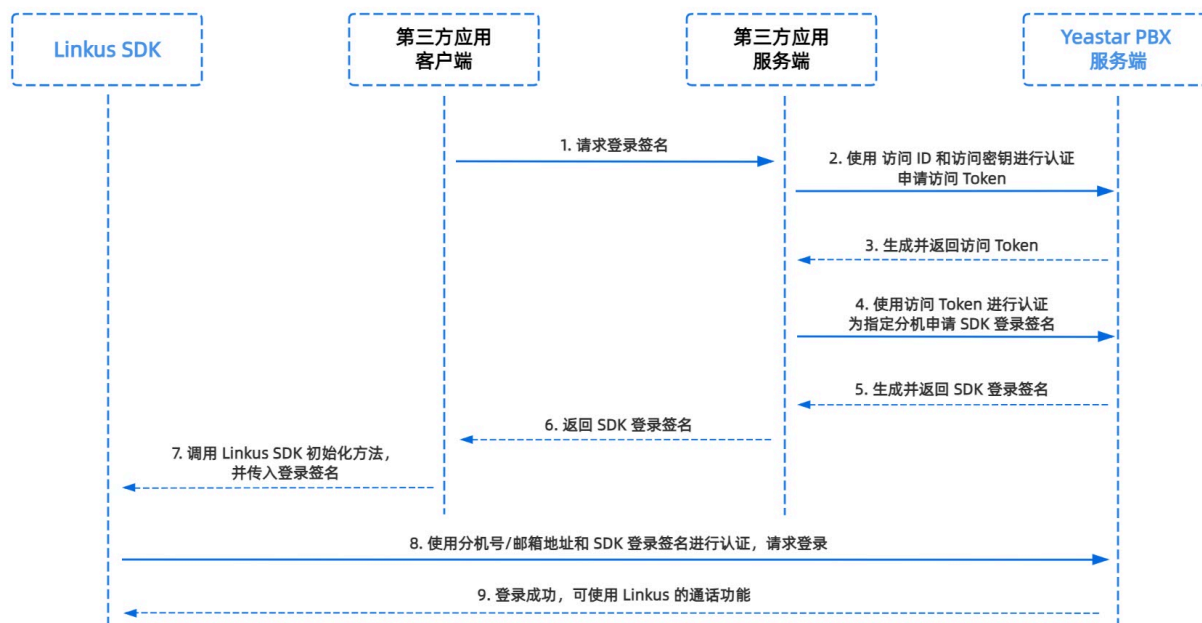 Linkus SDK
第三方应用
客户端
第三方应用
服务端
Yeastar PBX
服务端
1. 请求登录签名
2. 使用 访问 ID 和访问密钥进行认证
申请访问 Token
3. 生成并返回访问 Token
4. 使用访问 Token 进行认证
为指定分机申请 SDK 登录签名
5. 生成并返回 SDK 登录签名
6. 返回 SDK 登录签名
7. 调用 Linkus SDK 初始化方法,
并传入登录签名
8. 使用分机号/邮箱地址和 SDK 登录签名进行认证，请求登录
9. 登录成功，可使用 Linkus 的通话功能